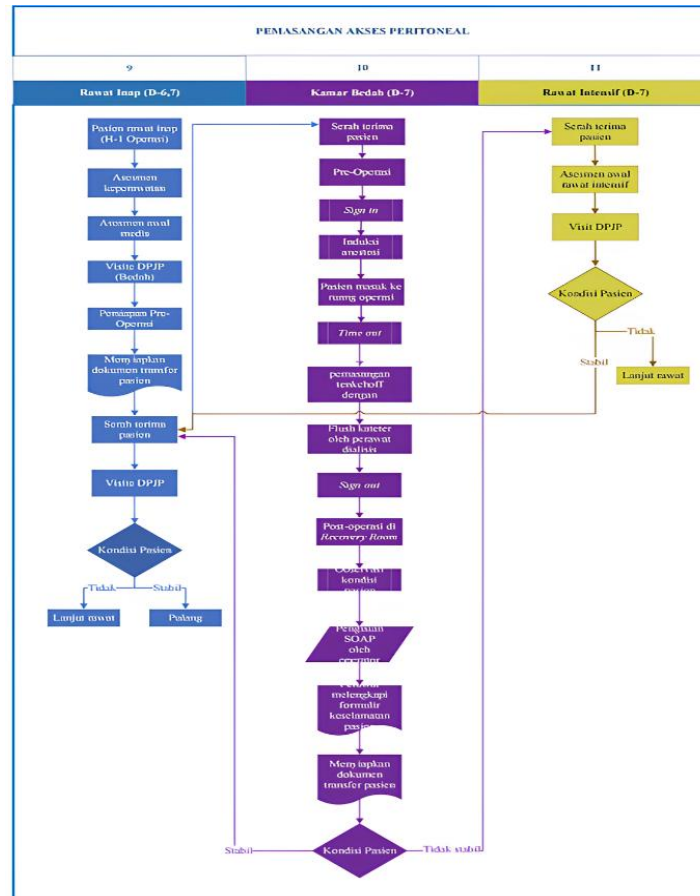 PEMASANGAN AKSES PERITONEAL
9
10
11
Rawat Inap (D-6,7)
Kamar Bedah (D-7)
Rawat Intensif (D-7)
Pasien rawat inap
(H-1 Operasi)
Asesmen
keperawatan
Asesmen awal
medis
Visite DPJP
(Bedah)
Persiapan Pre-
Operasi
Menyiapkan
dokumen transfer
pasien
Serah terima
pasien
Visite DPJP
Kondisi Pasien
Tidak
Stabil
Lanjut rawat
Pulang
Serah terima
pasien
Pre-Operasi
Sign in
Induksi
anestesi
Pasien masuk ke
ruang operasi
Time out
pemasangan
tenkchoff
dengan
Flush kateter
oleh perawat
dialisis
Sign out
Post-operasi di
Recovery Room
Observasi
kondisi
pasien
Pengisian
SOAP
oleh
operator
melengkapi
formulir
keselamatan
pasien
Menyiapkan
dokumen
transfer pasien
Kondisi Pasien
Stabil
Tidak stabil
Serah terima
pasien
Asesmen awal
rawat intensif
Visit DPJP
Kondisi Pasien
Tidak
Stabil
Lanjut rawat